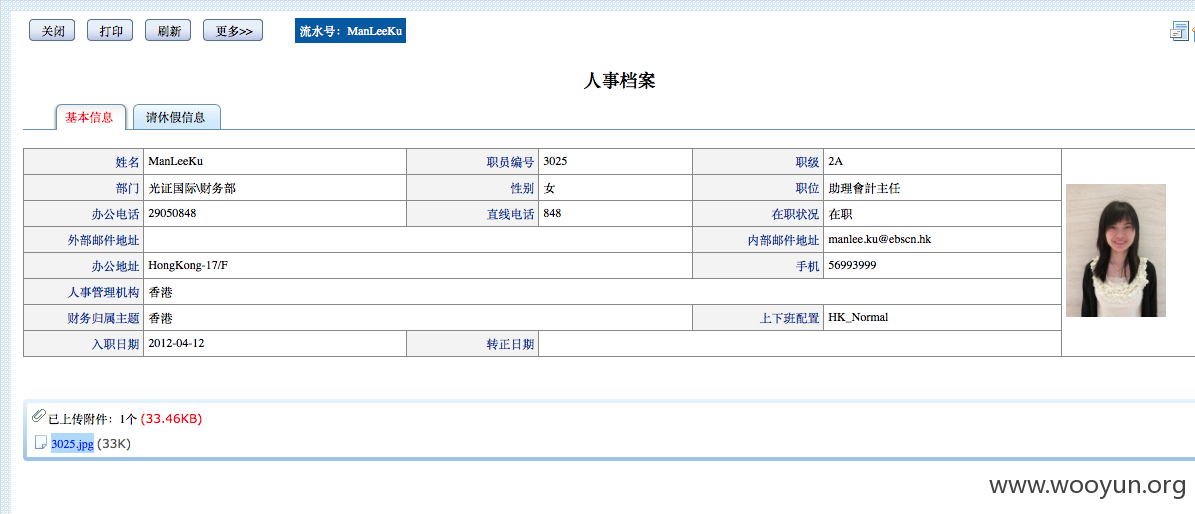 关闭 打印 刷新 更多>> 流水号：ManLeeKu
人事档案
基本信息 请休假信息
姓名 ManLeeKu 职员编号 3025 职级 2A
部门 光证国际\财务部 性别 女 职位 助理會計主任
办公电话 29050848 直线电话 848 在职状况 在职
外部邮件地址 内部邮件地址 manlee.ku@ebscn.hk
办公地址 HongKong-17/F 手机 56993999
人事管理机构 香港
财务归属主题 香港 上下班配置 HK_Normal
入职日期 2012-04-12 转正日期
已上传附件：1个 (33.46KB)
3025.jpg (33K)
www.wooyun.org